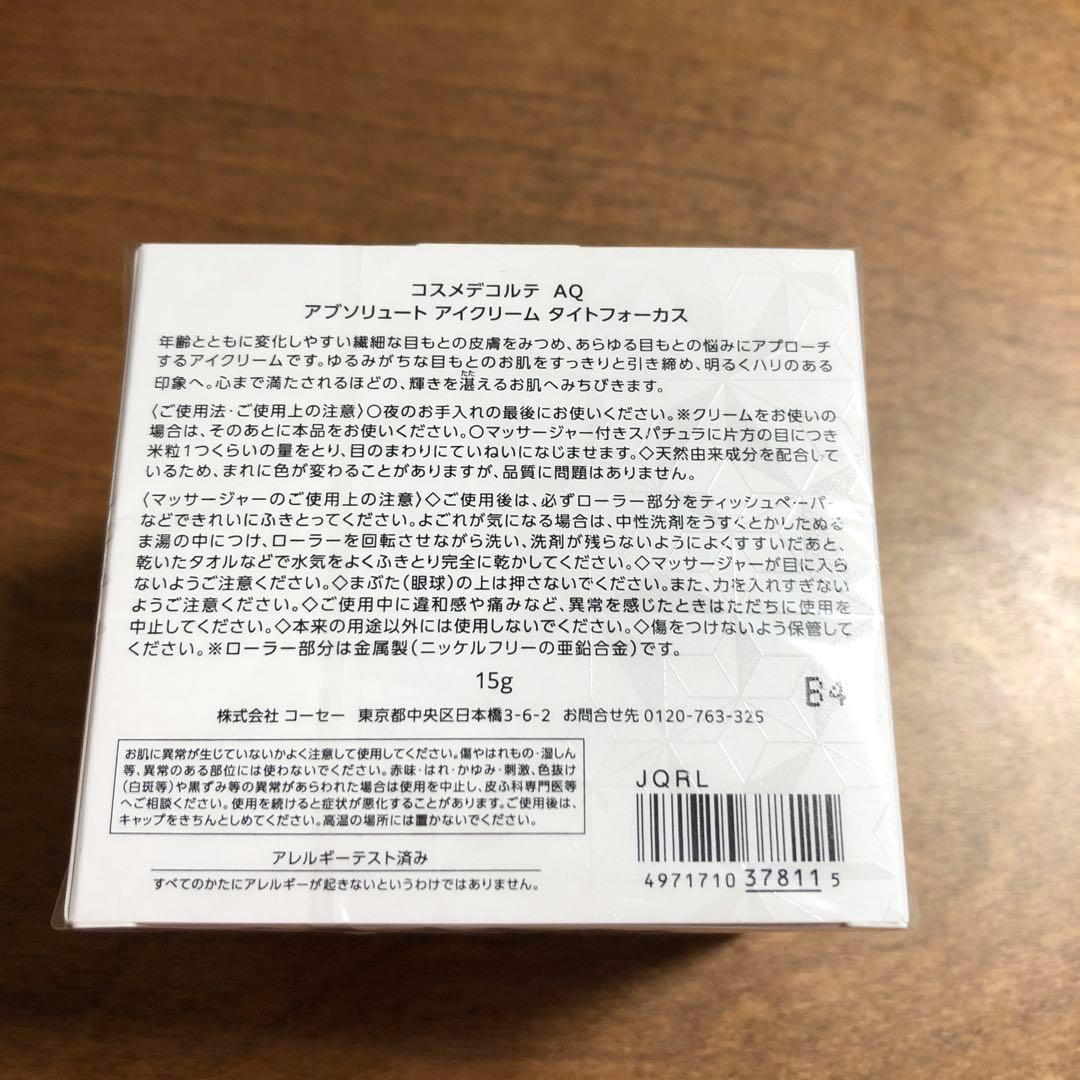 コスメデコルテ AQ
アブソリュート アイクリーム タイトフォーカス
年齢とともに変化しやすい繊細な目もとの皮膚をみつめ、あらゆる目もとの悩みにアプローチ
するアイクリームです。ゆるみがちな目もとのお肌をすっきりと引き締め、明るくハリのある
印象へ。心まで満たされるほどの、輝きを湛えるお肌へみちびきます。
〈ご使用法・ご使用上の注意〉○夜のお手入れの最後にお使いください。※クリームをお使いの
場合は、そのあとに本品をお使いください。○マッサージャー付きスパチュラに片方の目につき
米粒1つくらいの量をとり、目のまわりにていねいになじませます。◇天然由来成分を配合して
いるため、まれに色が変わることがありますが、品質に問題はありません。
〈マッサージャーのご使用上の注意〉◇ご使用後は、必ずローラー部分をティッシュペーパー
などできれいにふきとってください。よごれが気になる場合は、中性洗剤をうすくとかしたぬる
ま湯の中につけ、ローラーを回転させながら洗い、洗剤が残らないようによくすすいだあと、
乾いたタオルなどで水気をよくふきとり完全に乾かしてください。◇マッサージャーが目に入ら
ないようご注意ください。◇まぶた(眼球)の上は押さないでください。また、力を入れすぎない
ようご注意ください。◇ご使用中に違和感や痛みなど、異常を感じたときはただちに使用を
中止してください。◇本来の用途以外には使用しないでください。◇傷をつけないよう保管して
ください。※ローラー部分は金属製(ニッケルフリーの亜鉛合金)です。
15g
B4
株式会社 コーセー 東京都中央区日本橋3-6-2 お問合せ先 0120-763-325
お肌に異常が生じていないかよく注意して使用してください。傷やはれもの・湿しん
等、異常のある部位には使わないでください。赤味・はれ・かゆみ・刺激、色抜け
(白斑等)や黒ずみ等の異常があらわれた場合は使用を中止し、皮ふ科専門医等
へご相談ください。使用を続けると症状が悪化することがあります。ご使用後は、
キャップをきちんとしめてください。高温の場所には置かないでください。
アレルギーテスト済み
すべてのかたにアレルギーが起きないというわけではありません。
JQRL
4971710 37811 5